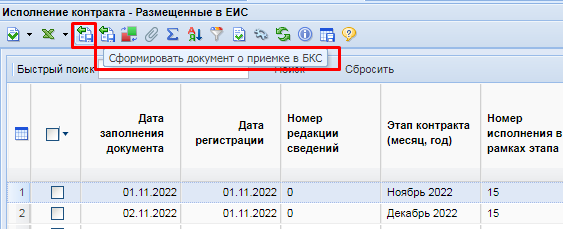 Исполнение контракта - Размещенные в ЕИС
Сформировать документ о приемке в БКС
Быстрый поиск Поиск Сбросить
Дата заполнения документа
Дата регистрации
Номер редакции сведений
Этап контракта (месяц, год)
Номер исполнения в рамках этапа
1 01.11.2022 01.11.2022 0 Ноябрь 2022 15
2 02.11.2022 01.11.2022 0 Декабрь 2022 15